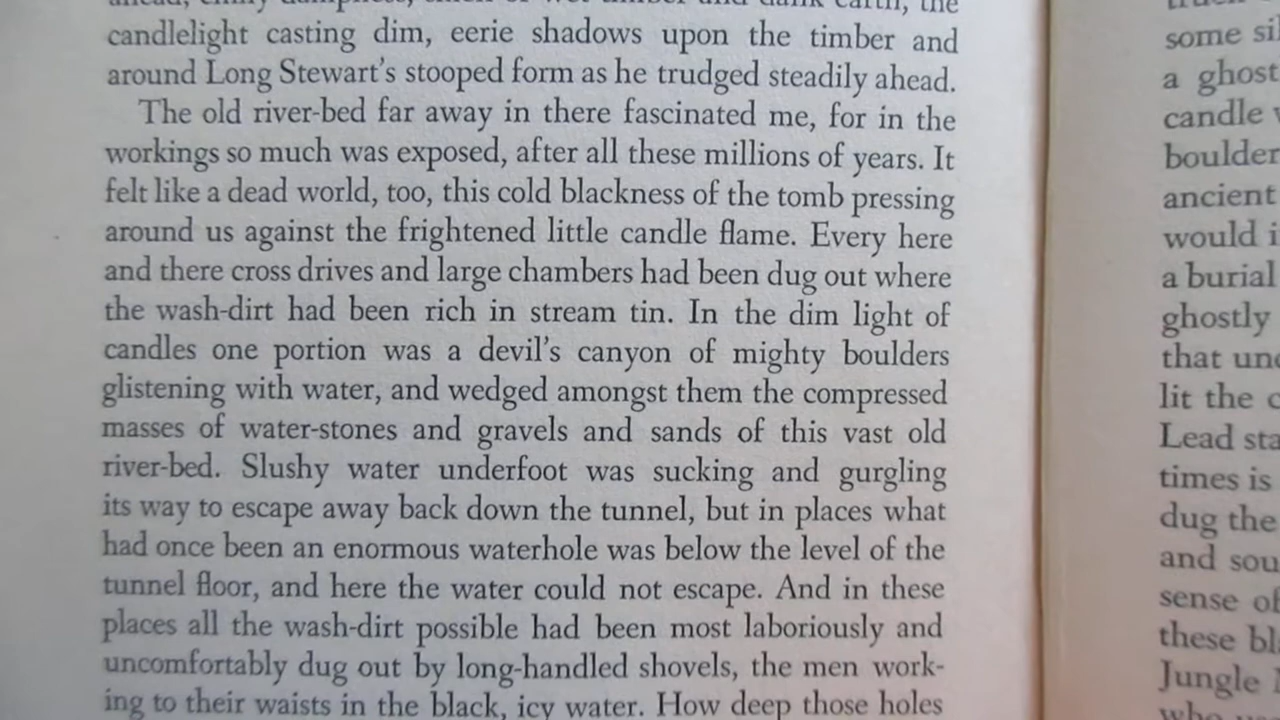 candlelight casting dim, eerie shadows upon the timber and
around Long Stewart's stooped form as he trudged steadily ahead.
The old river-bed far away in there fascinated me, for in the
workings so much was exposed, after all these millions of years. It
felt like a dead world, too, this cold blackness of the tomb pressing
around us against the frightened little candle flame. Every here
and there cross drives and large chambers had been dug out where
the wash-dirt had been rich in stream tin. In the dim light of
candles one portion was a devil's canyon of mighty boulders
glistening with water, and wedged amongst them the compressed
masses of water-stones and gravels and sands of this vast old
river-bed. Slushy water underfoot was sucking and gurgling
its way to escape away back down the tunnel, but in places what
had once been an enormous waterhole was below the level of the
tunnel floor, and here the water could not escape. And in these
places all the wash-dirt possible had been most laboriously and
uncomfortably dug out by long-handled shovels, the men work-
ing to their waists in the black, icy water. How deep those holes
some
a ghost
candle
boulder
ancient
would
a burial
ghostly
that
lit the
Lead
times is
dug the
and
sense
these
Jungle
who